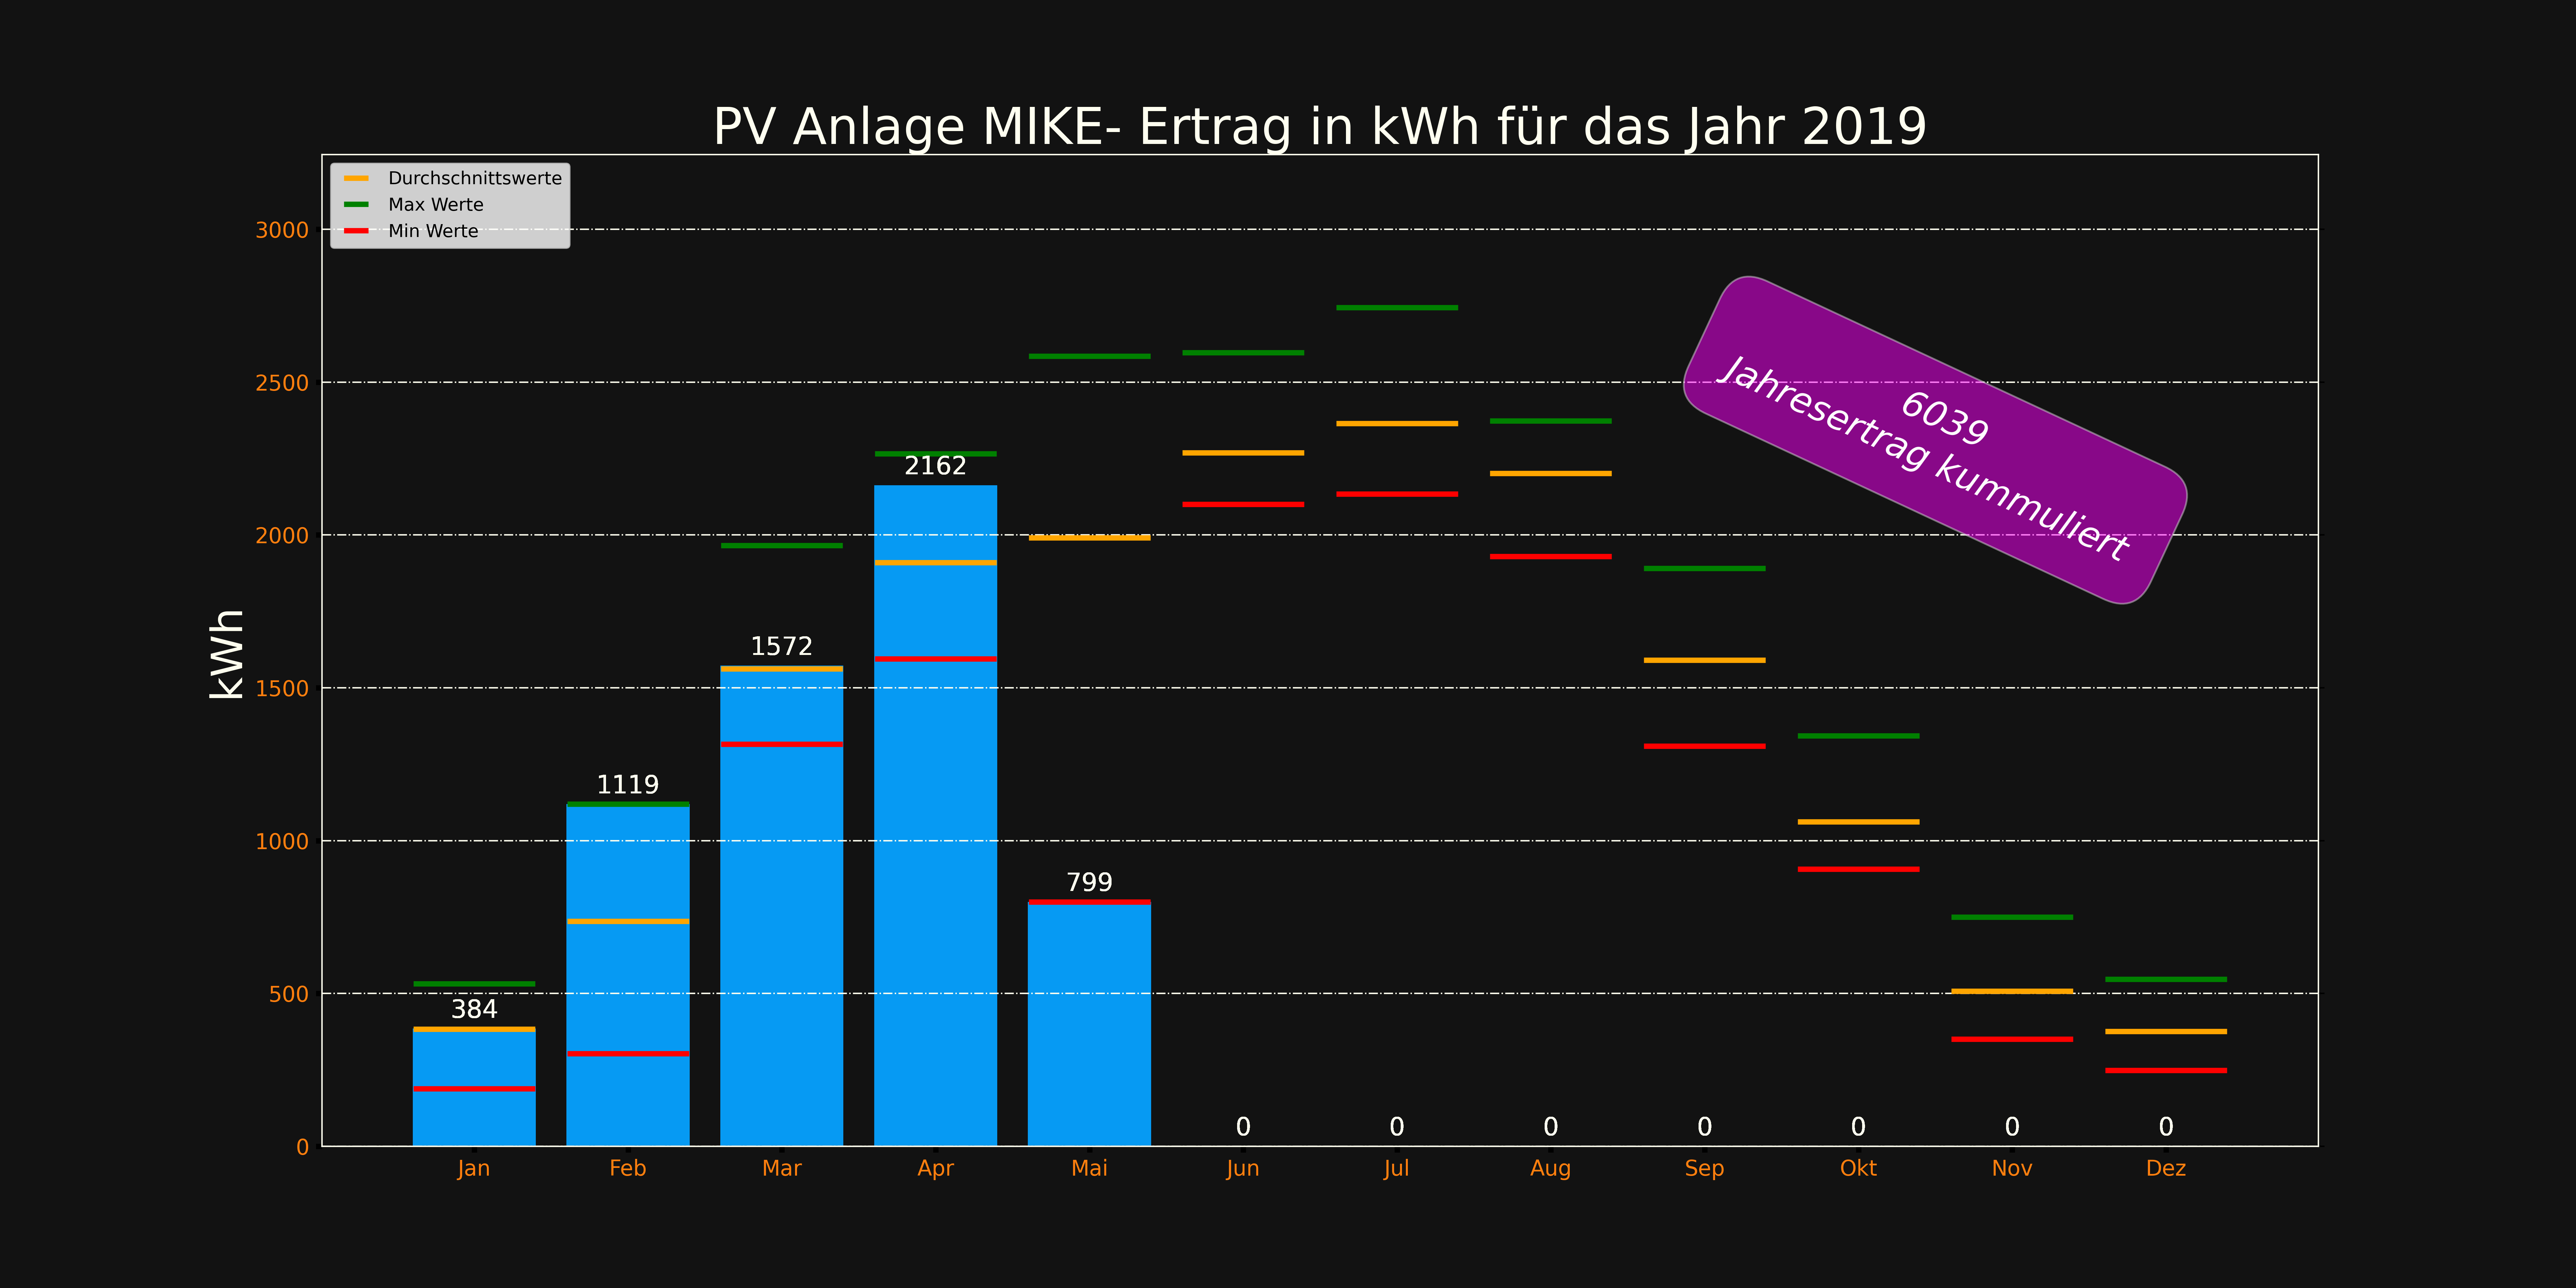 PV Anlage MIKE- Ertrag in kWh für das Jahr 2019
Durchschnittswerte
Max Werte
Min Werte
kWh
3000
2500
2000
1500
1000
500
0
6039
Jahresertrag kummuliert
384
1119
1572
2162
799
0
0
0
0
0
0
0
Jan
Feb
Mar
Apr
Mai
Jun
Jul
Aug
Sep
Okt
Nov
Dez